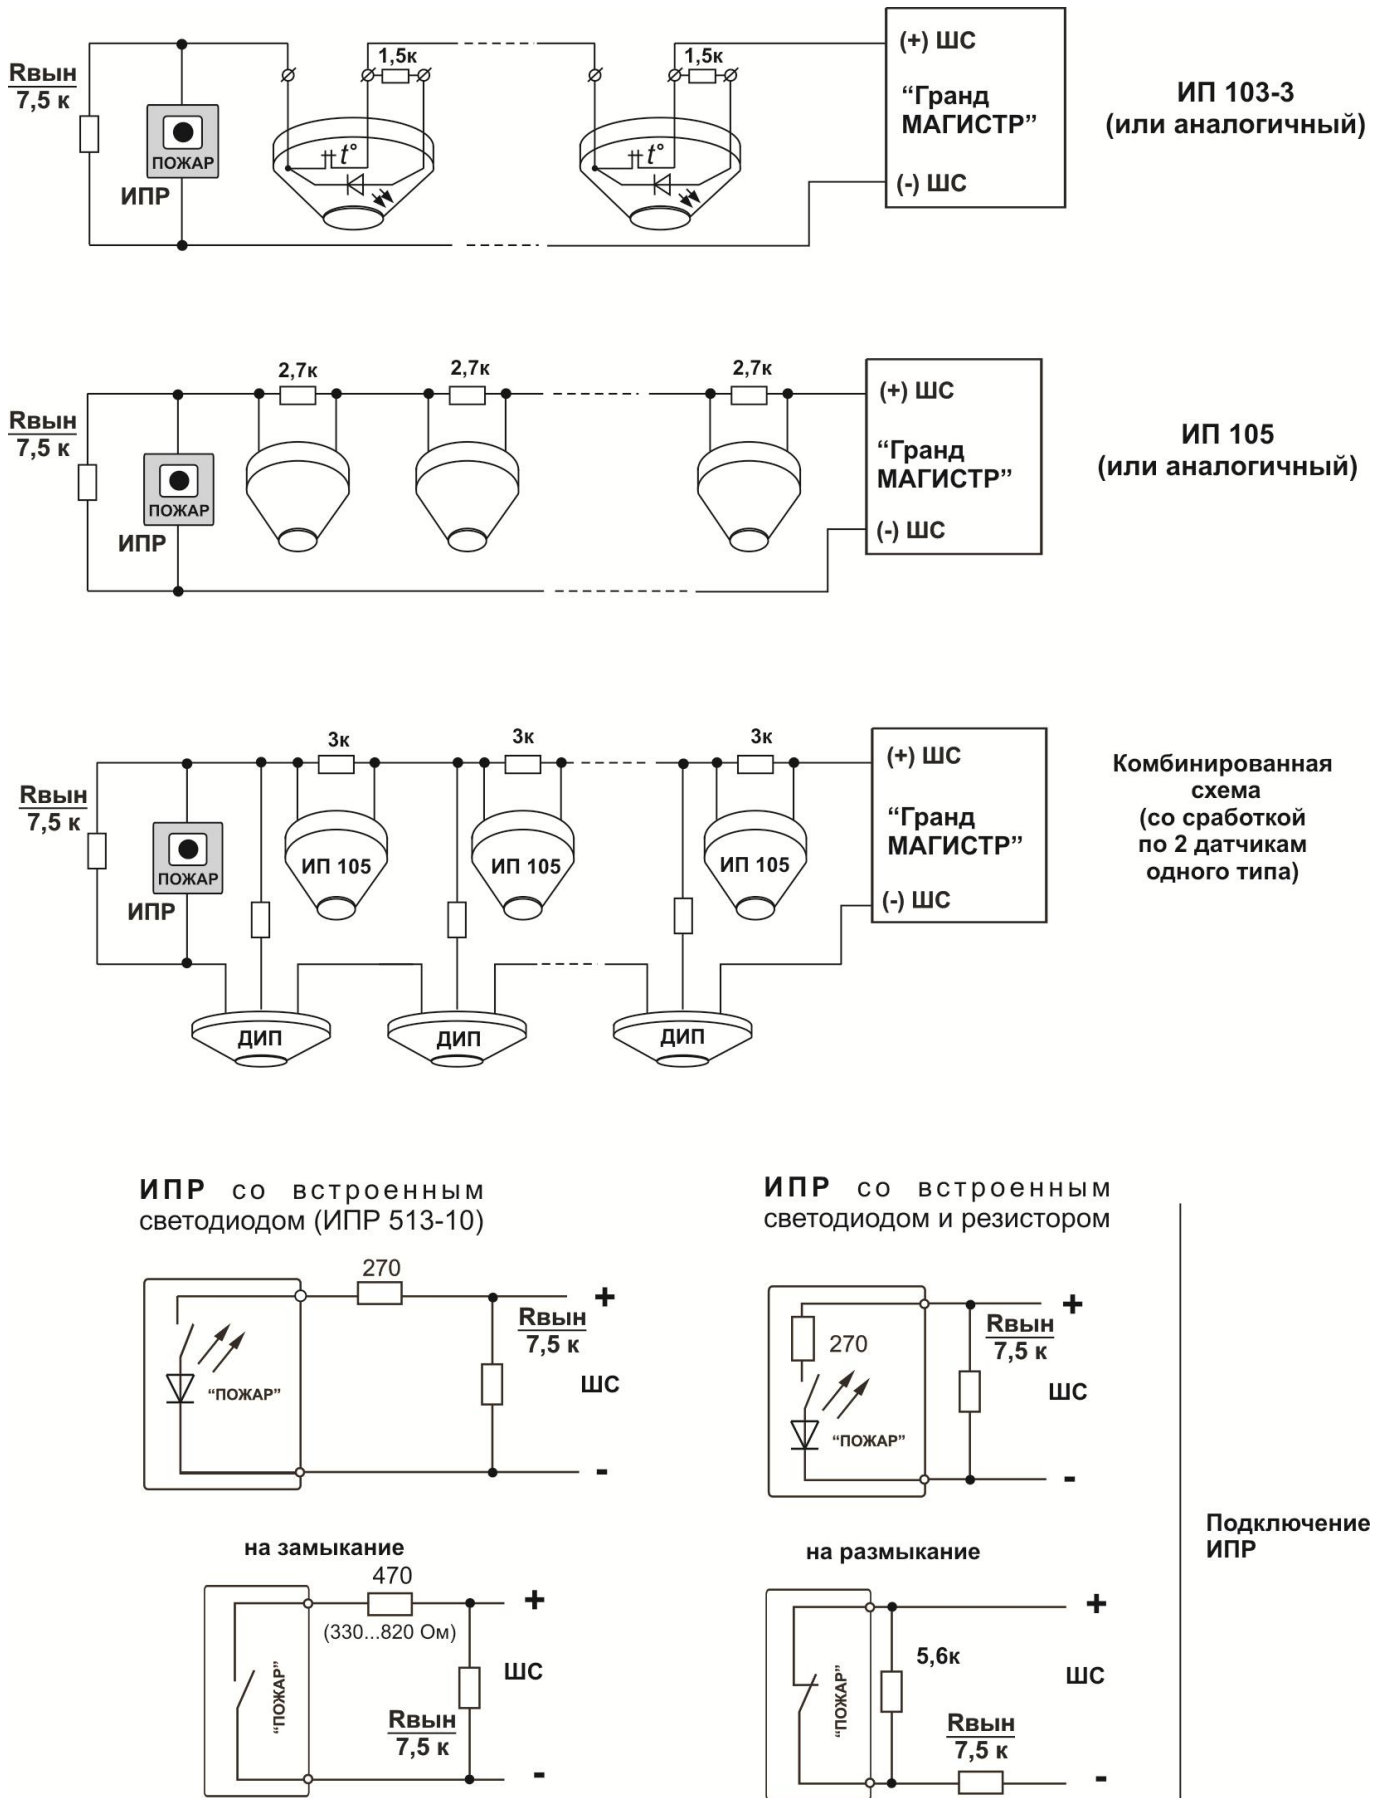 Rвын
7,5 к
ПОЖАР
ИПР
1,5к
t°
1,5к
t°
(+) ШС
“Гранд
МАГИСТР”
(-) ШС
ИП 103-3
(или аналогичный)
Rвын
7,5 к
ПОЖАР
ИПР
2,7к
2,7к
2,7к
(+) ШС
“Гранд
МАГИСТР”
(-) ШС
ИП 105
(или аналогичный)
Rвын
7,5 к
ПОЖАР
ИПР
3к
3к
3к
ИП 105
ИП 105
ИП 105
ДИП
ДИП
ДИП
(+) ШС
“Гранд
МАГИСТР”
(-) ШС
Комбинированная
схема
(со сработкой
по 2 датчикам
одного типа)
ИПР со встроенным
светодиодом (ИПР 513-10)
270
+
Rвын
7,5 к
ШС
“ПОЖАР”
-
ИПР со встроенным
светодиодом и резистором
+
Rвын
7,5 к
270
ШС
“ПОЖАР”
-
на замыкание
470
+
(330...820 Ом)
ШС
“ПОЖАР”
Rвын
7,5 к
-
на размыкание
+
5,6к
ШС
“ПОЖАР”
Rвын
7,5 к
-
Подключение
ИПР